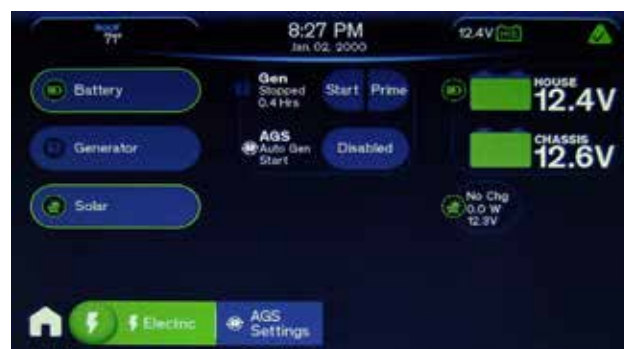 ROOF
71°
8:27 PM
Jan. 02, 2000
12.4V
Battery
Gen
Stopped
0.4 Hrs
Start
Prime
HOUSE
12.4V
Generator
AGS
Auto Gen
Start
Disabled
CHASSIS
12.6V
Solar
No Chg
0.0 W
12.3V
Electric
AGS
Settings